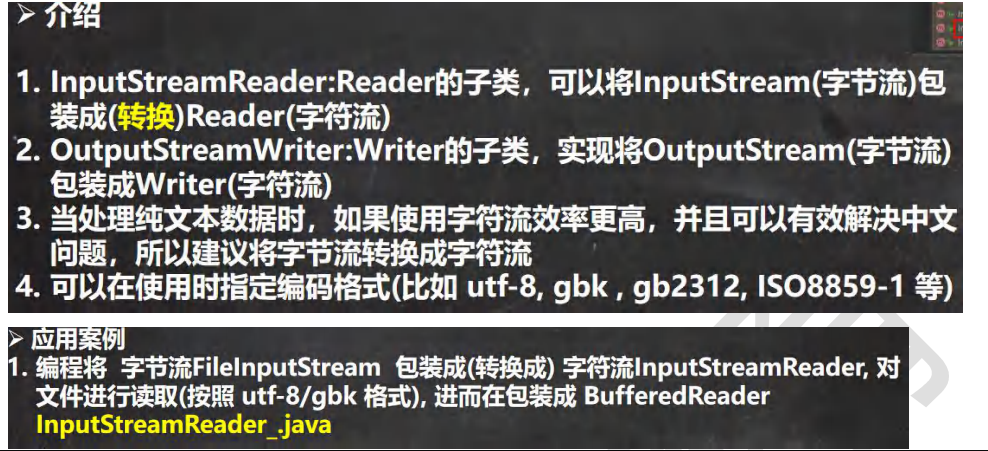 ➢ 介绍
1. InputStreamReader:Reader的子类，可以将InputStream(字节流)包
装成(转换)Reader(字符流)
2. OutputStreamWriter:Writer的子类，实现将OutputStream(字节流)
包装成Writer(字符流)
3. 当处理纯文本数据时，如果使用字符流效率更高，并且可以有效解决中文
问题，所以建议将字节流转换成字符流
4. 可以在使用时指定编码格式(比如 utf-8, gbk , gb2312, ISO8859-1 等)
➢ 应用案例
1. 编程将 字节流FileInputStream 包装成(转换成) 字符流InputStreamReader, 对
文件进行读取(按照 utf-8/gbk 格式), 进而在包装成 BufferedReader
InputStreamReader_.java